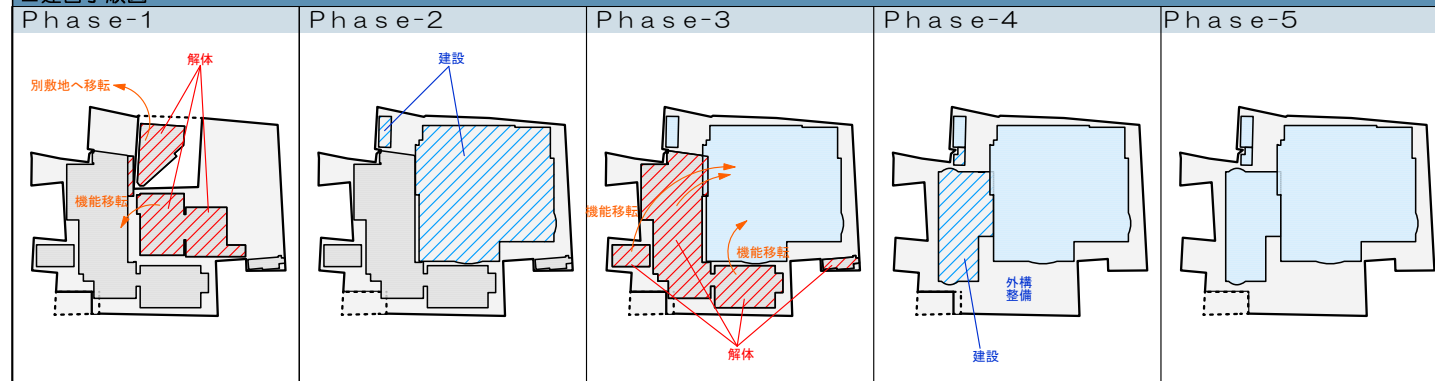 Phase-1
Phase-2
Phase-3
Phase-4
Phase-5
解体
別敷地へ移転
機能移転
建設
機能移転
機能移転
解体
外構
整備
建設